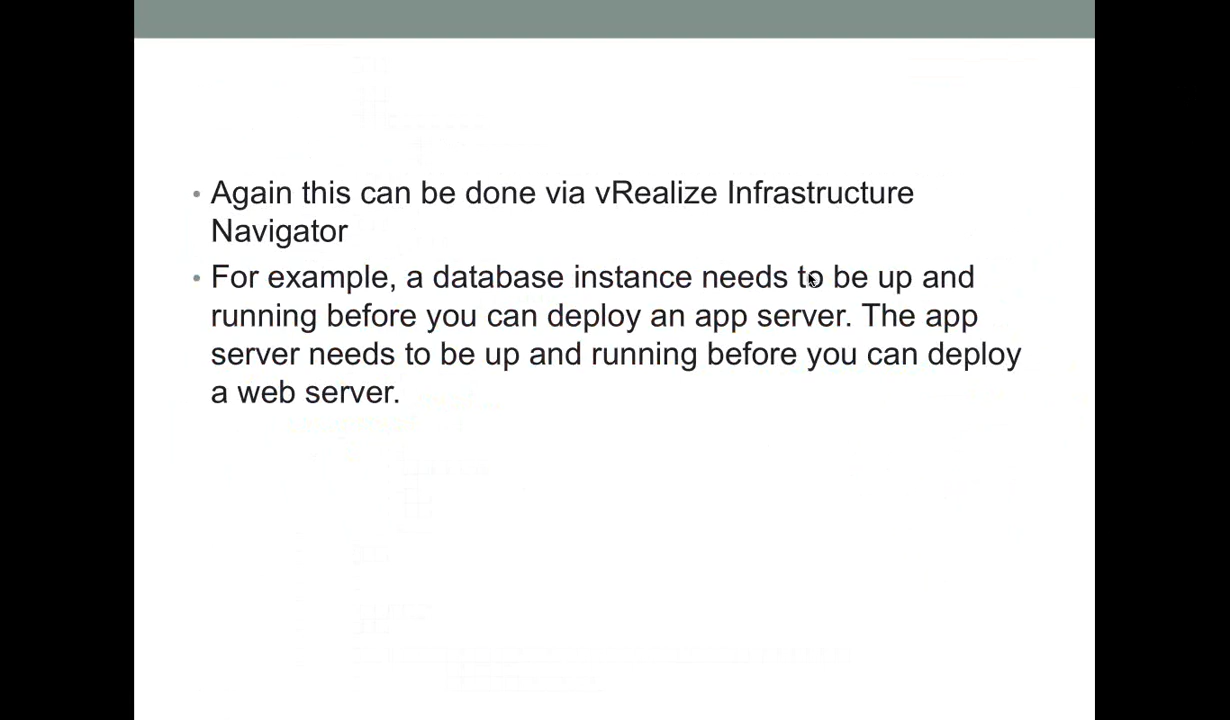 • Again this can be done via vRealize Infrastructure
Navigator
• For example, a database instance needs to be up and
running before you can deploy an app server. The app
server needs to be up and running before you can deploy
a web server.